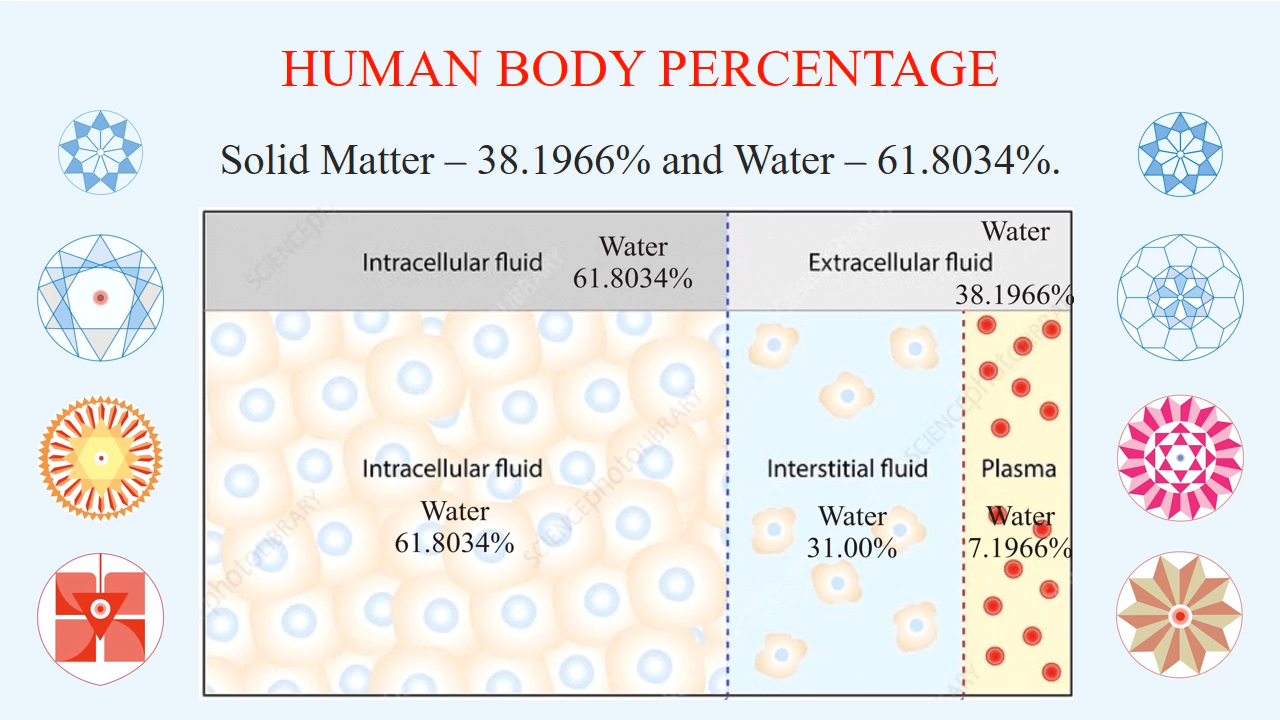 HUMAN BODY PERCENTAGE
Solid Matter – 38.1966% and Water – 61.8034%.
Intracellular fluid
Water
61.8034%
Extracellular fluid
Water
38.1966%
Intracellular fluid
Water
61.8034%
Interstitial fluid
Water
31.00%
Plasma
Water
7.1966%
SCIENCEphotoLIBRARY